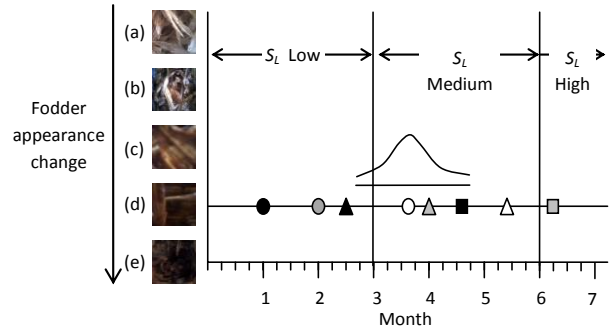 Fodder
appearance
change
(a)
(b)
(c)
(d)
(e)
S_L Low
S_L
Medium
S_L
High
1 2 3 4 5 6 7
Month